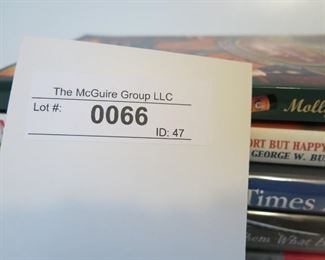 The McGuire Group LLC
Lot #:
0066
ID: 47
Moll
ORT BUT HAPPY
GEORGE W. BU
Times